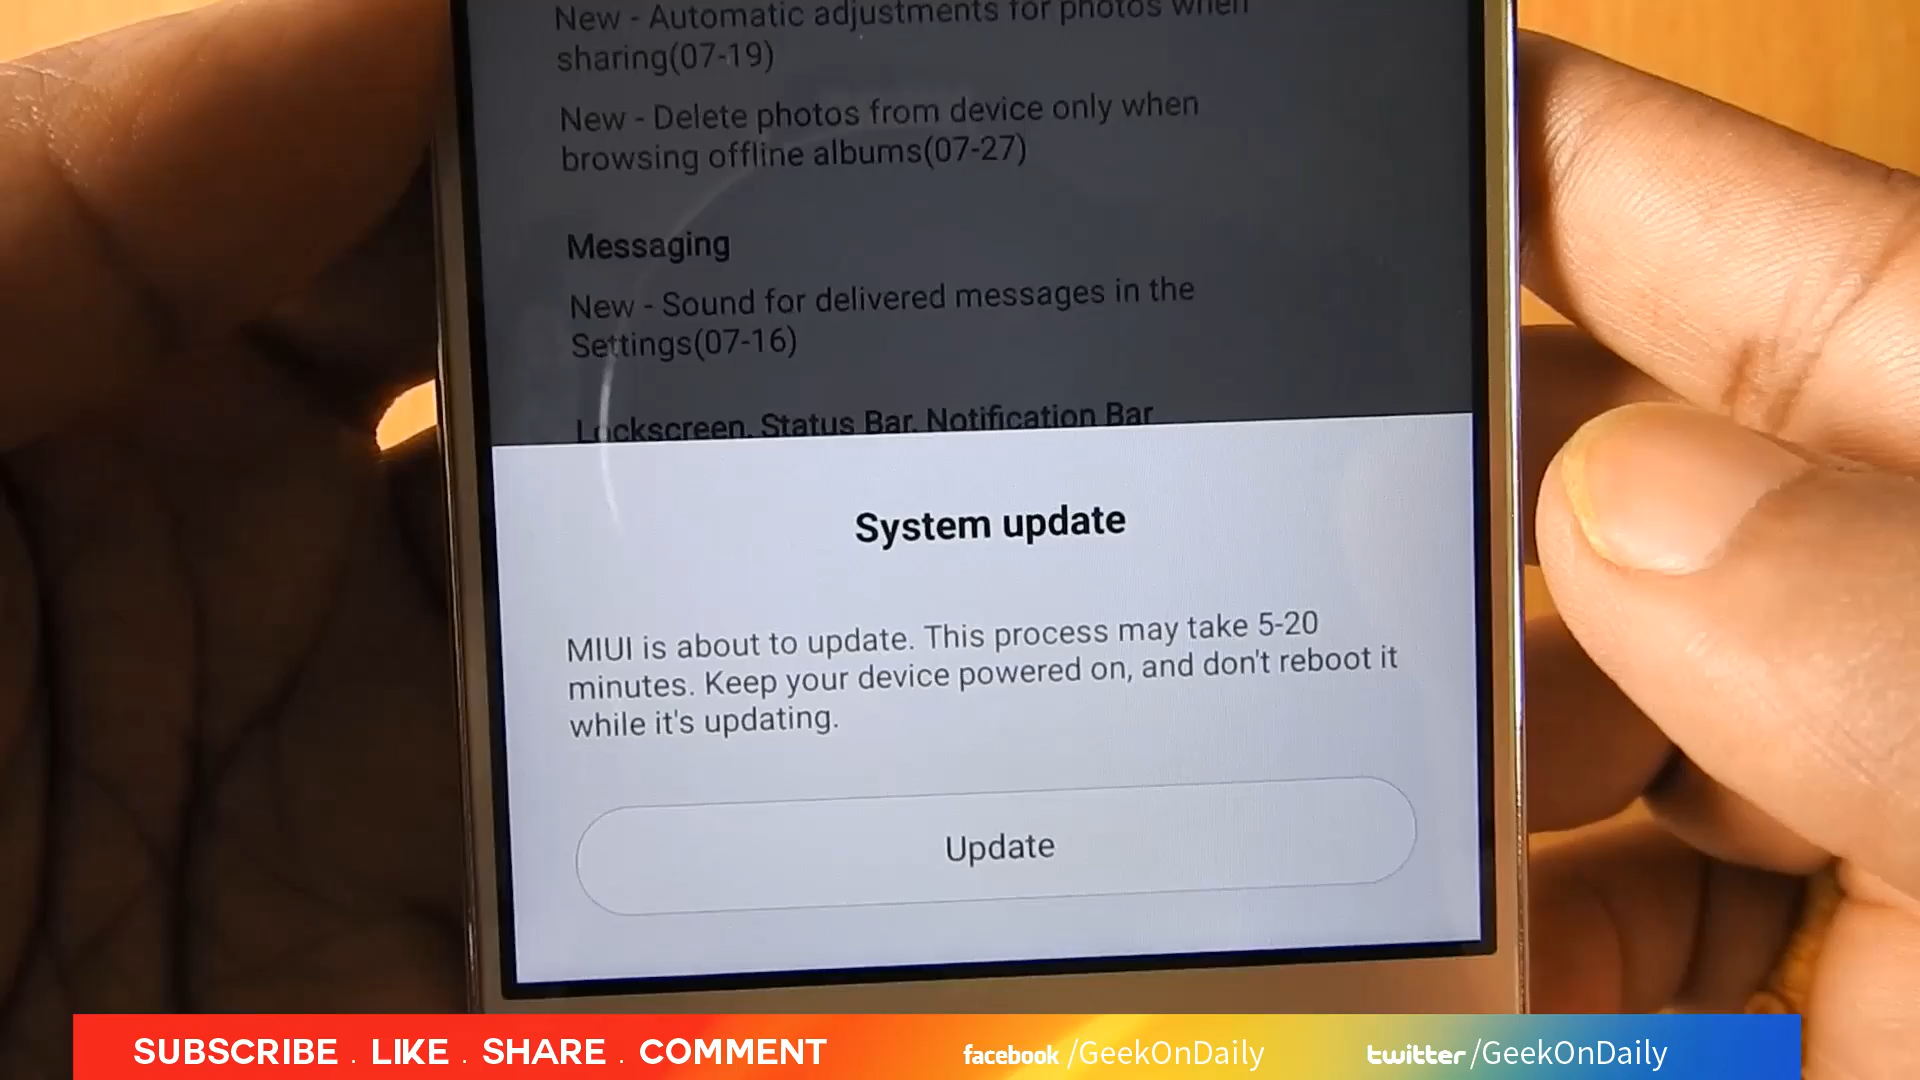 New - Automatic adjustments for photos when
sharing(07-19)
New - Delete photos from device only when
browsing offline albums(07-27)
Messaging
New - Sound for delivered messages in the
Settings(07-16)
Lockscreen, Status Bar, Notification Bar
System update
MIUI is about to update. This process may take 5-20
minutes. Keep your device powered on, and don't reboot it
while it's updating.
Update
SUBSCRIBE . LIKE . SHARE . COMMENT facebook /GeekOnDaily twitter /GeekOnDaily